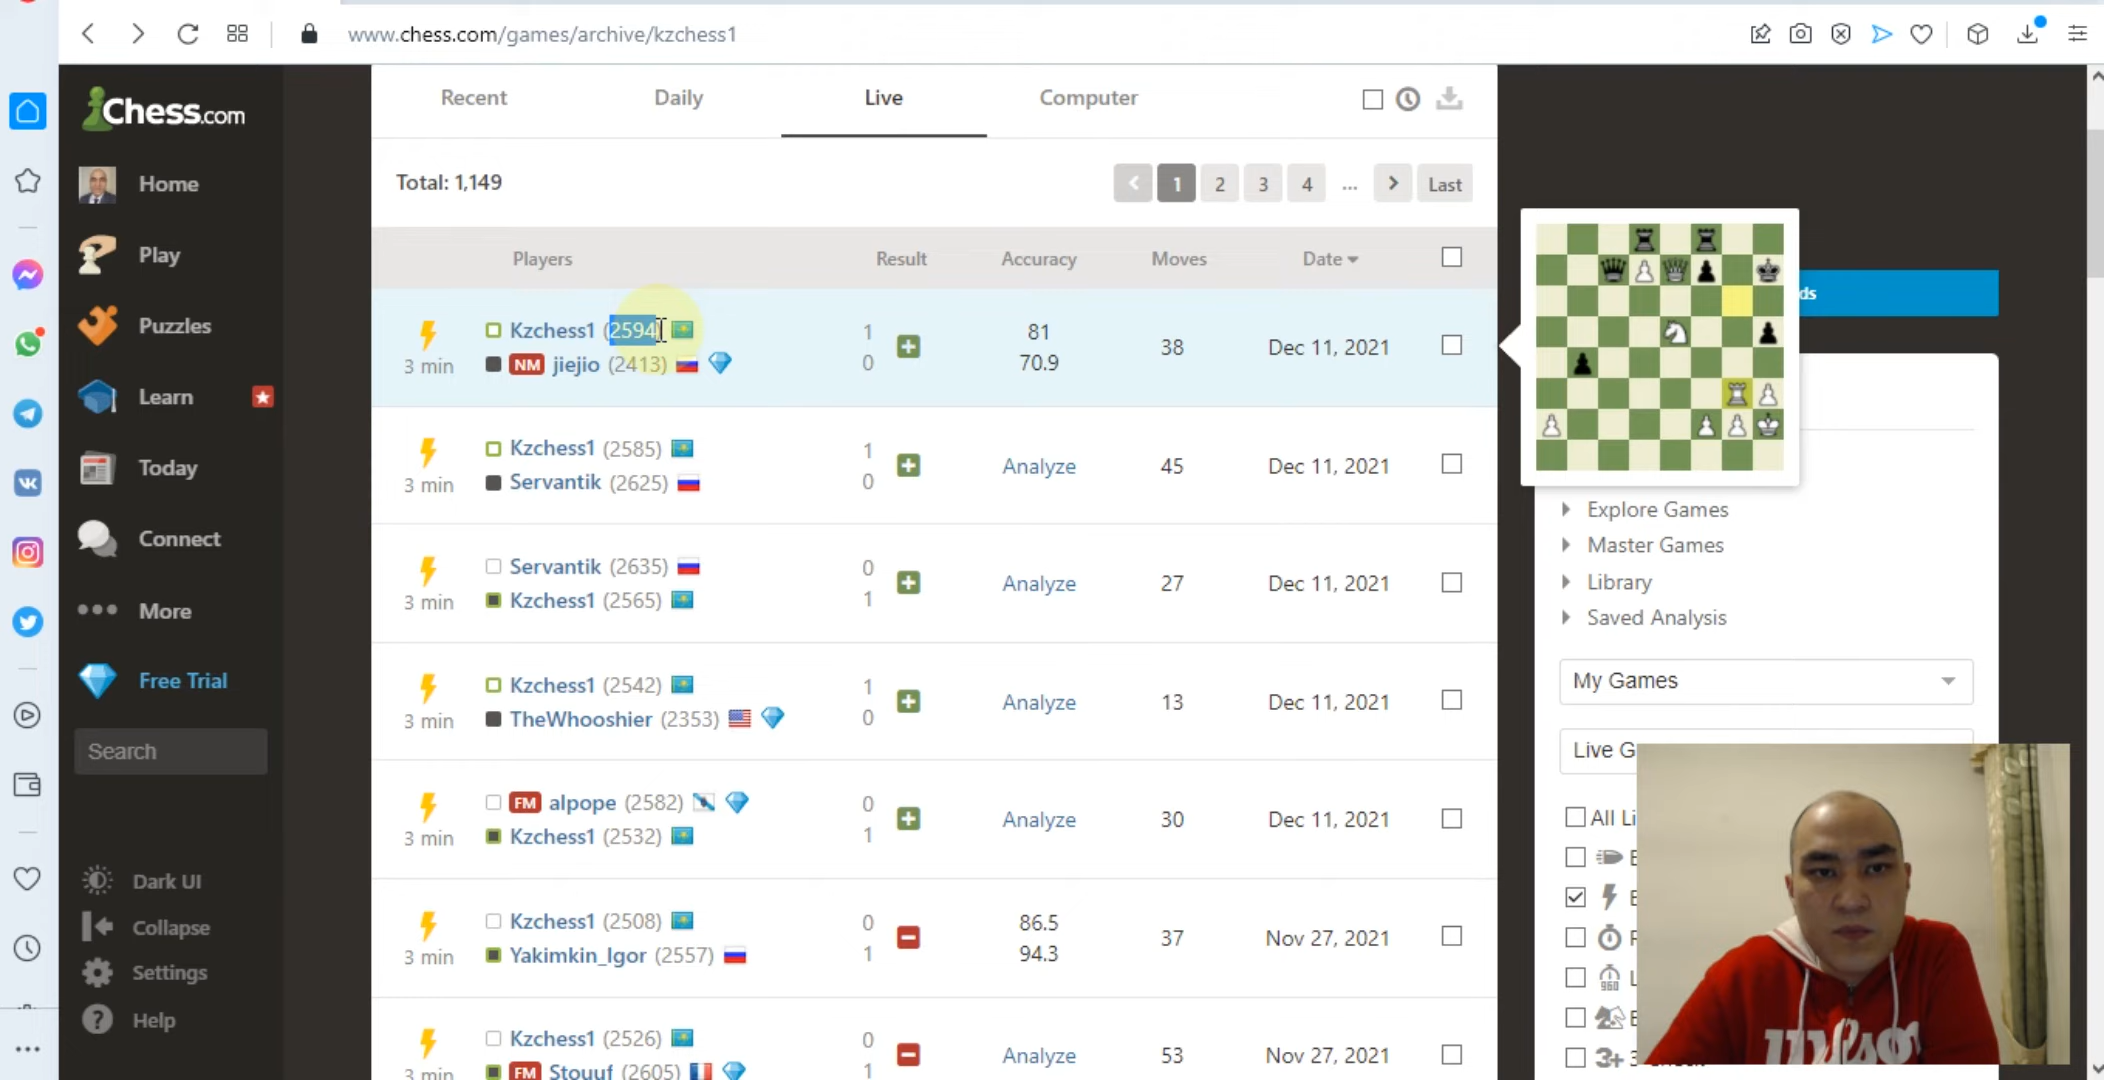 www.chess.com/games/archive/kzchess1
Chess.com
Home
Play
Puzzles
Learn
Today
Connect
More
Free Trial
Search
Dark UI
Collapse
Settings
Help
Recent Daily Live Computer
Total: 1,149
1 2 3 4 ... Last
Players Result Accuracy Moves Date
3 min
Kzchess1 (2594) 1 81
NM jiejio (2413) 0 70.9
38 Dec 11, 2021
3 min
Kzchess1 (2585) 1
Servantik (2625) 0
Analyze 45 Dec 11, 2021
3 min
Servantik (2635) 0
Kzchess1 (2565) 1
Analyze 27 Dec 11, 2021
3 min
Kzchess1 (2542) 1
TheWhooshier (2353) 0
Analyze 13 Dec 11, 2021
3 min
FM alpope (2582) 0
Kzchess1 (2532) 1
Analyze 30 Dec 11, 2021
3 min
Kzchess1 (2508) 0 86.5
Yakimkin_Igor (2557) 1 94.3
37 Nov 27, 2021
3 min
Kzchess1 (2526) 0
FM Stouuf (2605) 1
Analyze 53 Nov 27, 2021
ds
Explore Games
Master Games
Library
Saved Analysis
My Games
Live G
All Li
960
3+
Wilson